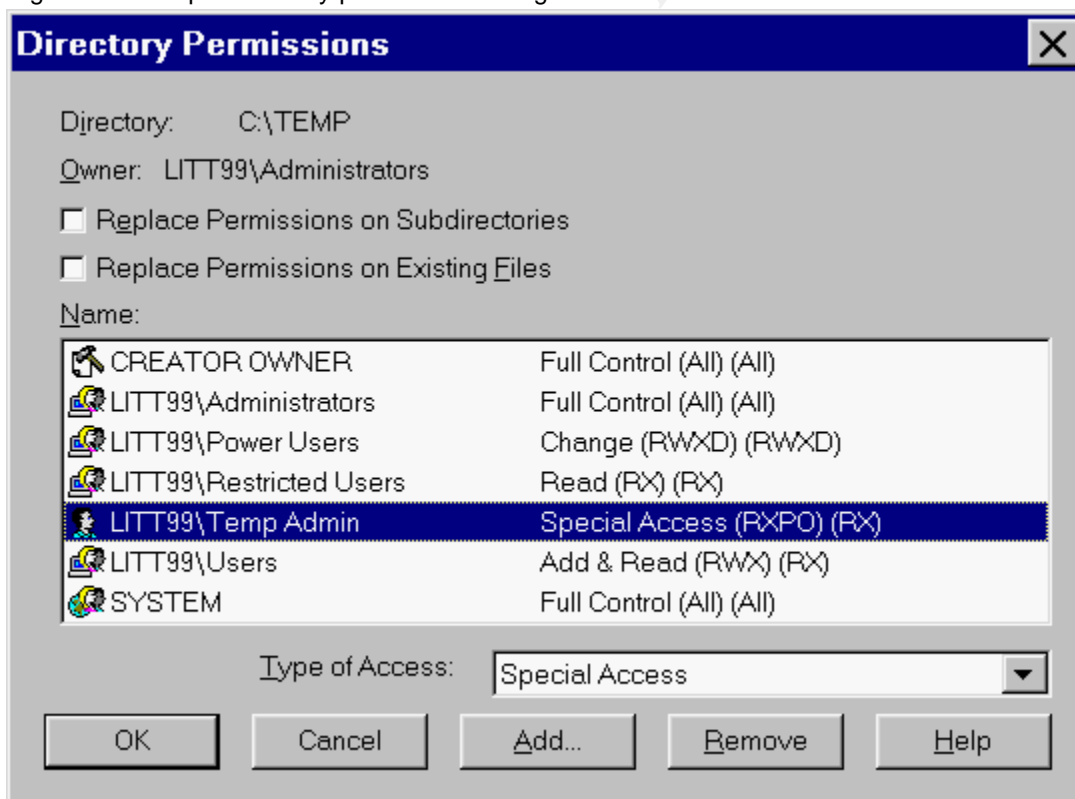 Directory Permissions
Directory: C:\TEMP
Owner: LITT99\Administrators
Replace Permissions on Subdirectories
Replace Permissions on Existing Files
Name:
CREATOR OWNER Full Control (All) (All)
LITT99\Administrators Full Control (All) (All)
LITT99\Power Users Change (RWXD) (RWXD)
LITT99\Restricted Users Read (RX) (RX)
LITT99\Temp Admin Special Access (RXPO) (RX)
LITT99\Users Add & Read (RWX) (RX)
SYSTEM Full Control (All) (All)
Type of Access: Special Access
OK Cancel Add... Remove Help